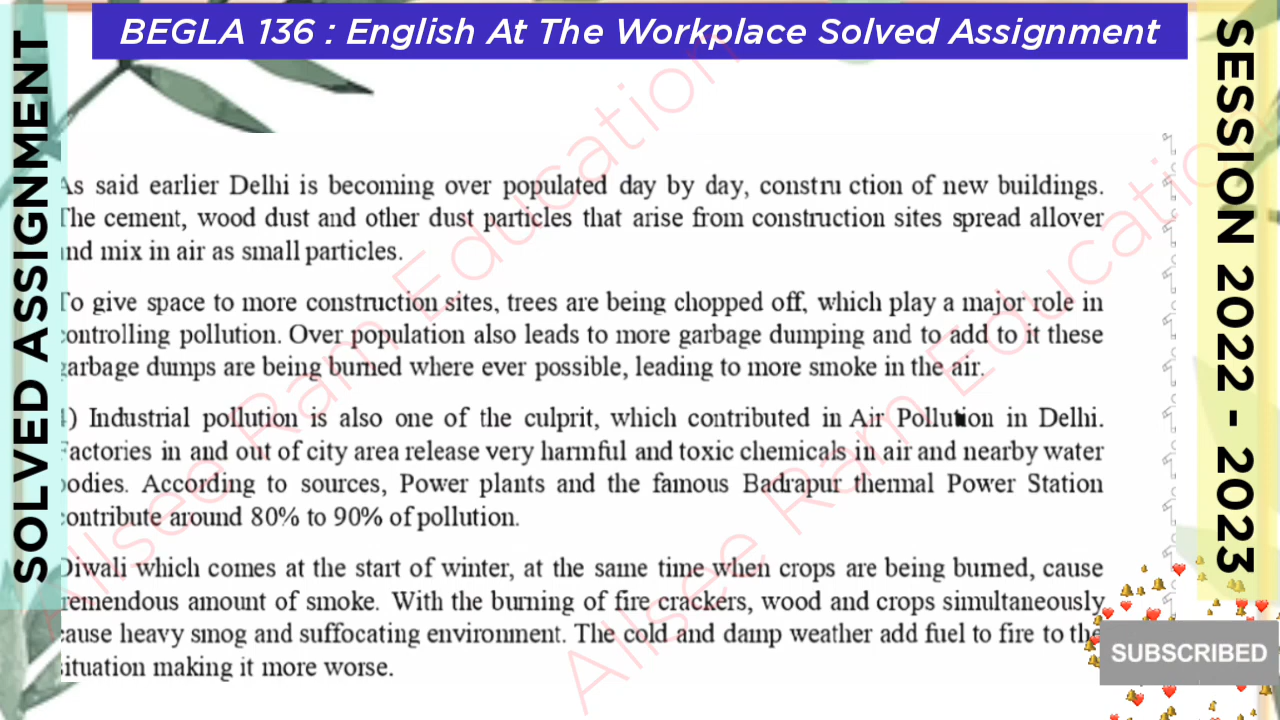 BEGLA 136 : English At The Workplace Solved Assignment
SOLVED ASSIGNMENT
SESSION 2022 - 2023
As said earlier Delhi is becoming over populated day by day, constru ction of new buildings.
The cement, wood dust and other dust particles that arise from construction sites spread allover
and mix in air as small particles.
To give space to more construction sites, trees are being chopped off, which play a major role in
controlling pollution. Over population also leads to more garbage dumping and to add to it these
garbage dumps are being burned where ever possible, leading to more smoke in the air.
4) Industrial pollution is also one of the culprit, which contributed in Air Pollution in Delhi.
Factories in and out of city area release very harmful and toxic chemicals in air and nearby water
bodies. According to sources, Power plants and the famous Badrapur thermal Power Station
contribute around 80% to 90% of pollution.
Diwali which comes at the start of winter, at the same time when crops are being burned, cause
tremendous amount of smoke. With the burning of fire crackers, wood and crops simultaneously
cause heavy smog and suffocating environment. The cold and damp weather add fuel to fire to the
situation making it more worse.
Allsee Ram Education
Allsee Ram Education
SUBSCRIBED